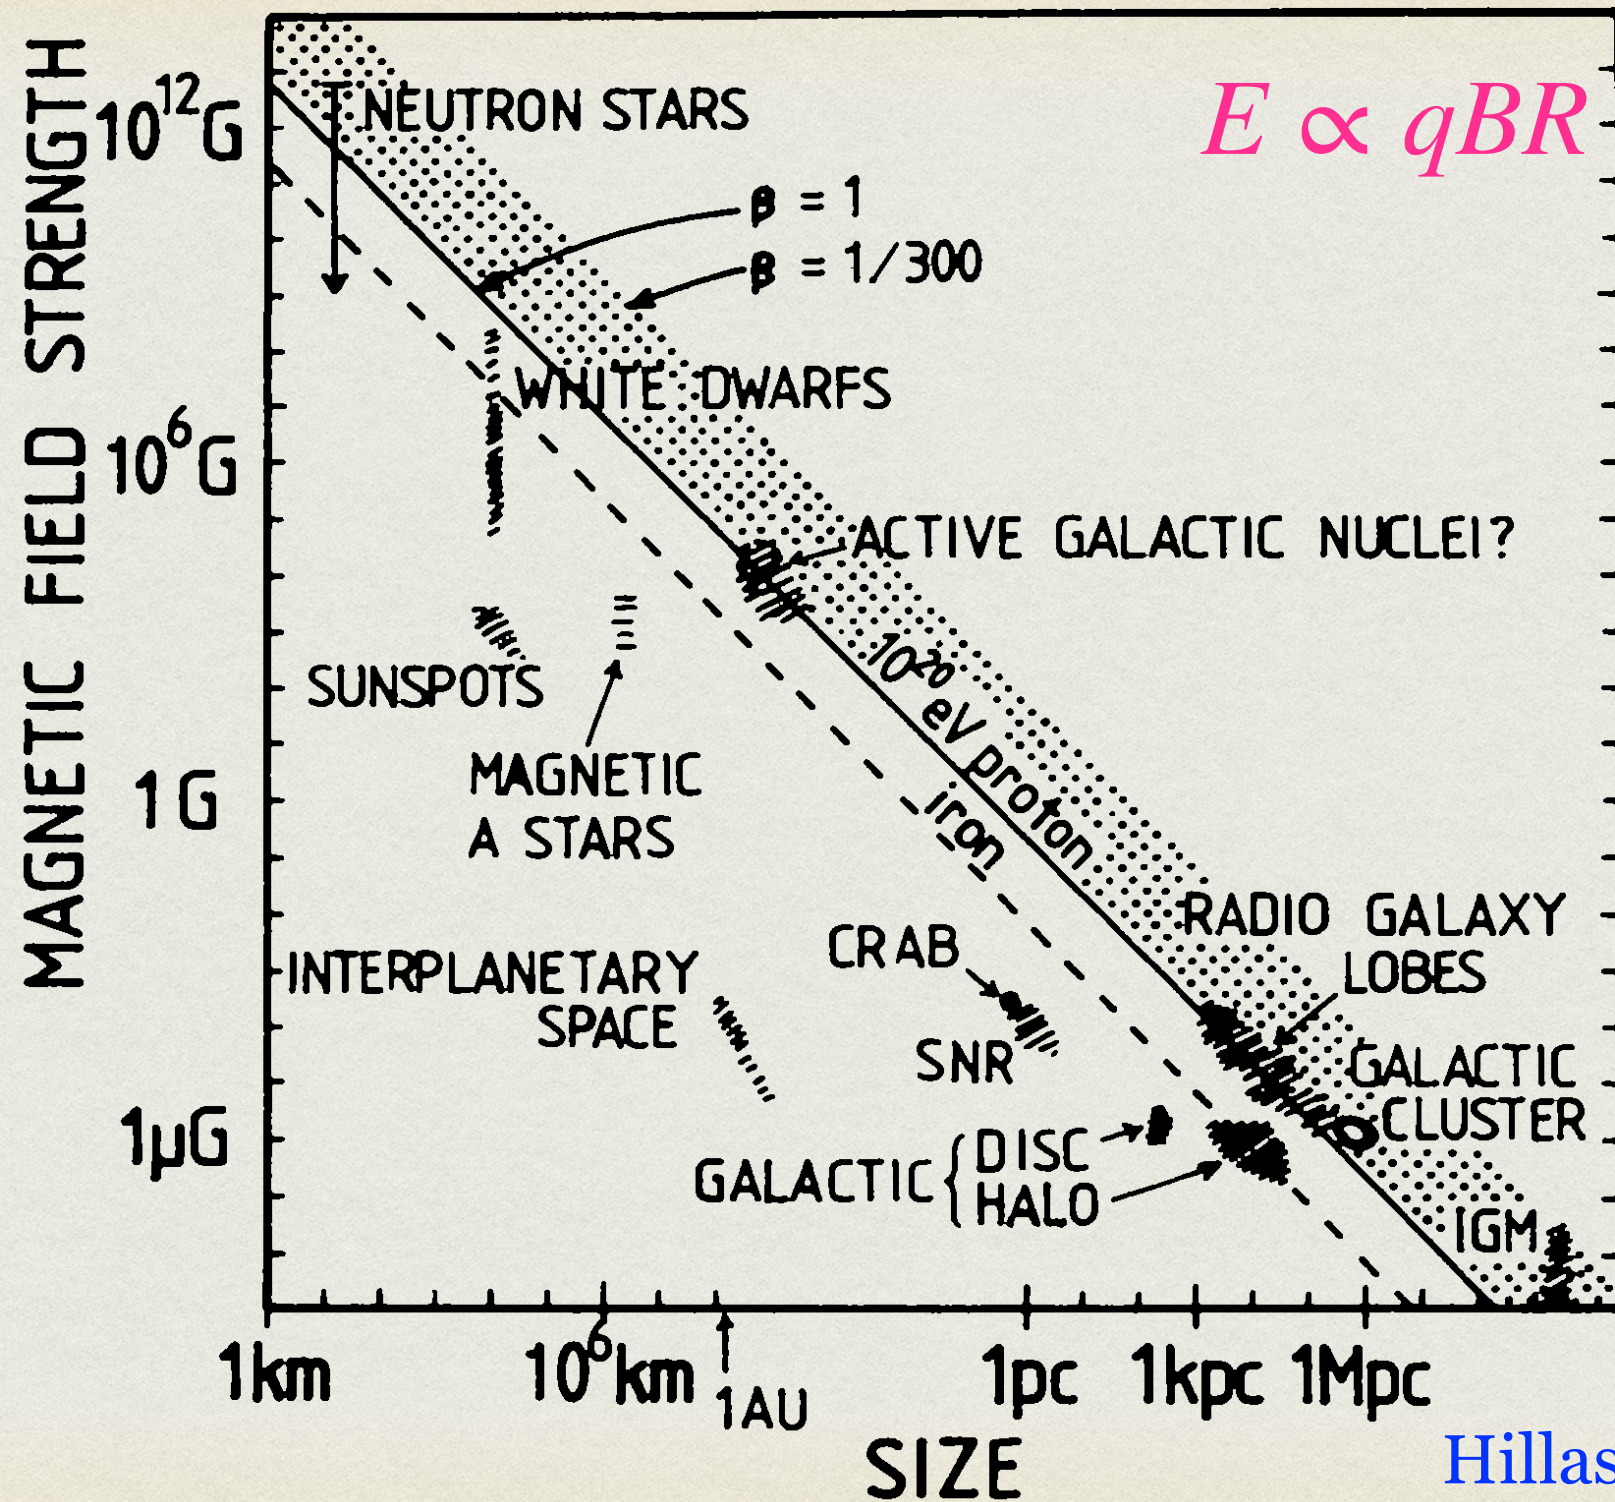 MAGNETIC FIELD STRENGTH
10¹²G
10⁶G
1G
1µG
E ∝ qBR
NEUTRON STARS
β = 1
β = 1/300
WHITE DWARFS
ACTIVE GALACTIC NUCLEI?
SUNSPOTS
MAGNETIC
A STARS
10²⁰ eV proton
iron
INTERPLANETARY
SPACE
CRAB
SNR
RADIO GALAXY
LOBES
GALACTIC
CLUSTER
GALACTIC { DISC
HALO
IGM
1km
10⁶km
1AU
1pc
1kpc
1Mpc
SIZE
Hillas